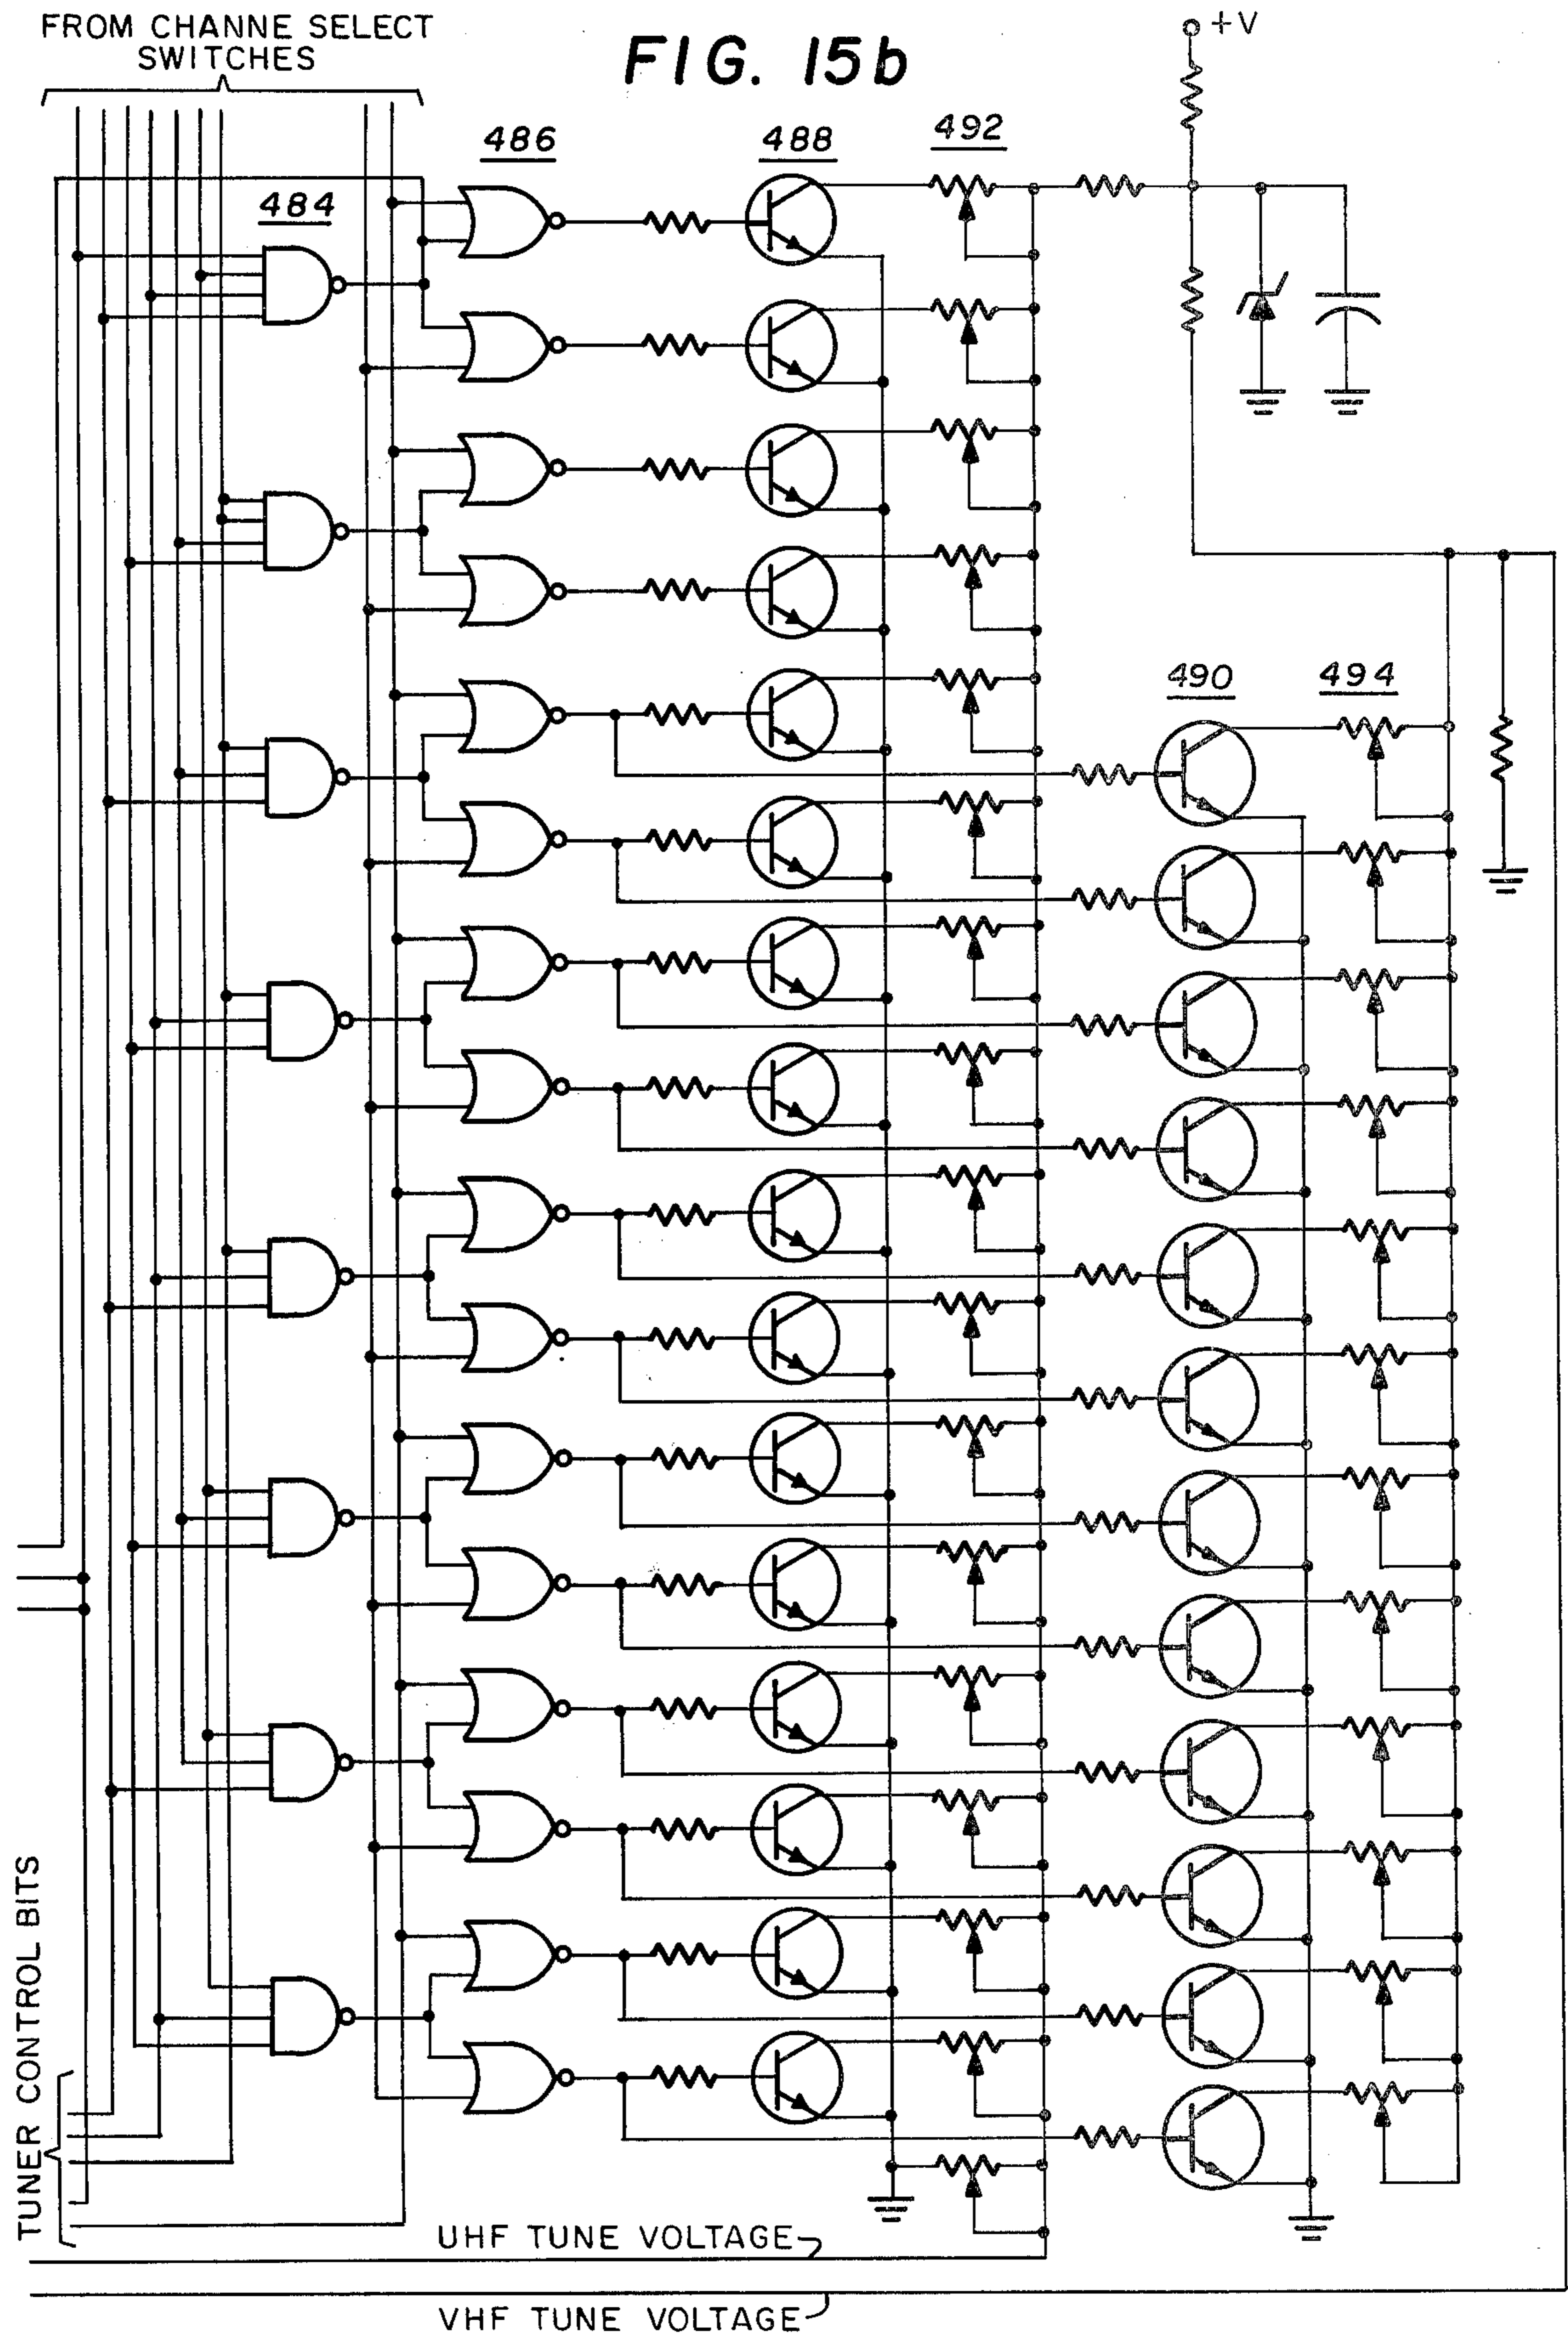 FROM CHANNE SELECT
SWITCHES
FIG. 15b
+V
484
486
488
492
490
494
TUNER CONTROL BITS
UHF TUNE VOLTAGE
VHF TUNE VOLTAGE